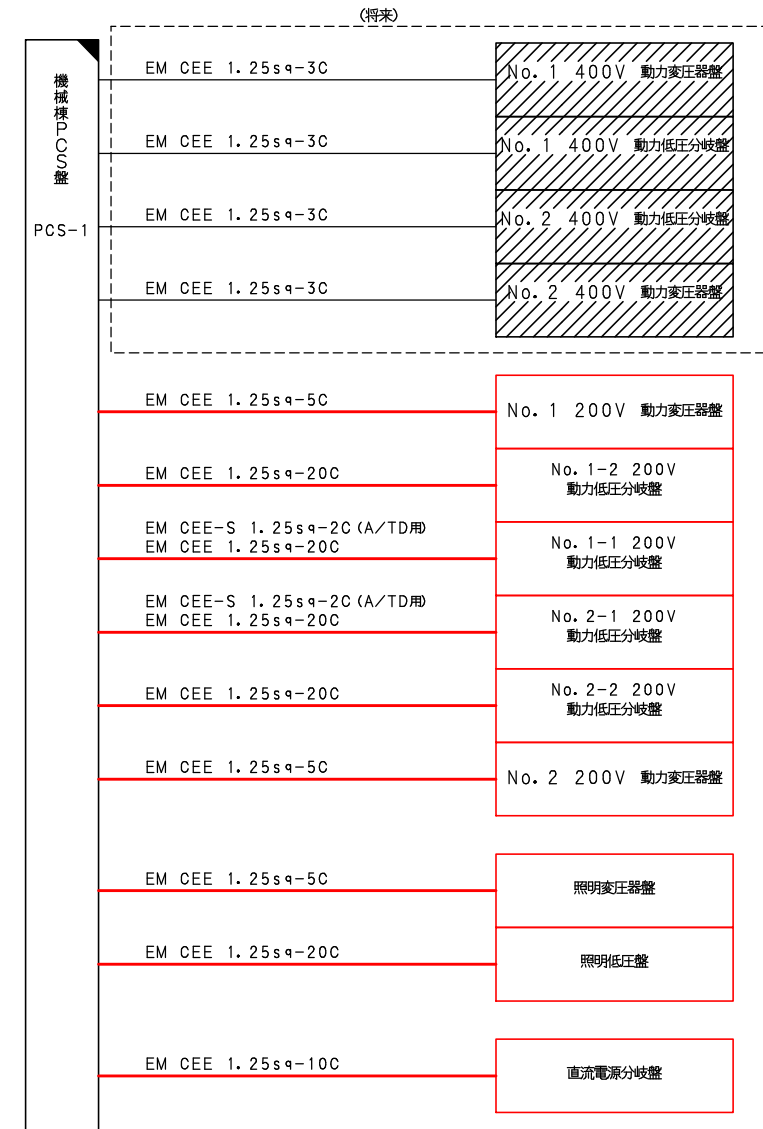 (将来)
機械棟PCS盤
PCS-1
EM CEE 1.25sq-3C
No.1 400V 動力変圧器盤
EM CEE 1.25sq-3C
No.1 400V 動力低圧分岐盤
EM CEE 1.25sq-3C
No.2 400V 動力低圧分岐盤
EM CEE 1.25sq-3C
No.2 400V 動力変圧器盤
EM CEE 1.25sq-5C
No.1 200V 動力変圧器盤
EM CEE 1.25sq-20C
No.1-2 200V
動力低圧分岐盤
EM CEE-S 1.25sq-2C(A/TD用)
EM CEE 1.25sq-20C
No.1-1 200V
動力低圧分岐盤
EM CEE-S 1.25sq-2C(A/TD用)
EM CEE 1.25sq-20C
No.2-1 200V
動力低圧分岐盤
EM CEE 1.25sq-20C
No.2-2 200V
動力低圧分岐盤
EM CEE 1.25sq-5C
No.2 200V 動力変圧器盤
EM CEE 1.25sq-5C
照明変圧器盤
EM CEE 1.25sq-20C
照明低圧盤
EM CEE 1.25sq-10C
直流電源分岐盤